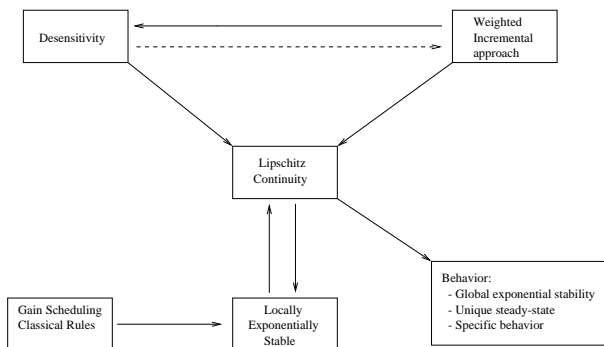 Desensitivity
Weighted
Incremental
approach
Lipschitz
Continuity
Behavior:
- Global exponential stability
- Unique steady-state
- Specific behavior
Gain Scheduling
Classical Rules
Locally
Exponentially
Stable